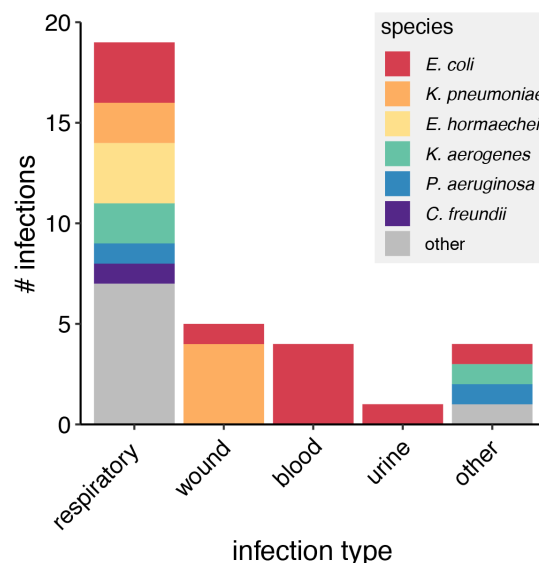 20
15
10
5
0
# infections
species
E. coli
K. pneumoniae
E. hormaechei
K. aerogenes
P. aeruginosa
C. freundii
other
respiratory
wound
blood
urine
other
infection type